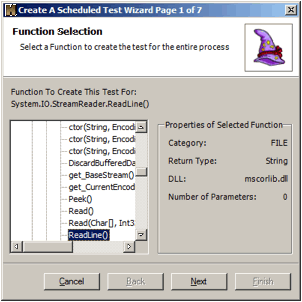 Create A Scheduled Test Wizard Page 1 of 7
Function Selection
Select a Function to create the test for the entire process
Function To Create This Test For:
System.IO.StreamReader.ReadLine()
ctor(String, Encodi
ctor(String, Encodi
ctor(String, Encodi
DiscardBufferedDa
get_BaseStream()
get_CurrentEncod
Peek()
Read()
Read(Char[], Int3
ReadLine()
Properties of Selected Function
Category: FILE
Return Type: String
DLL: mscorlib.dll
Number of Parameters: 0
Cancel
Back
Next
Finish